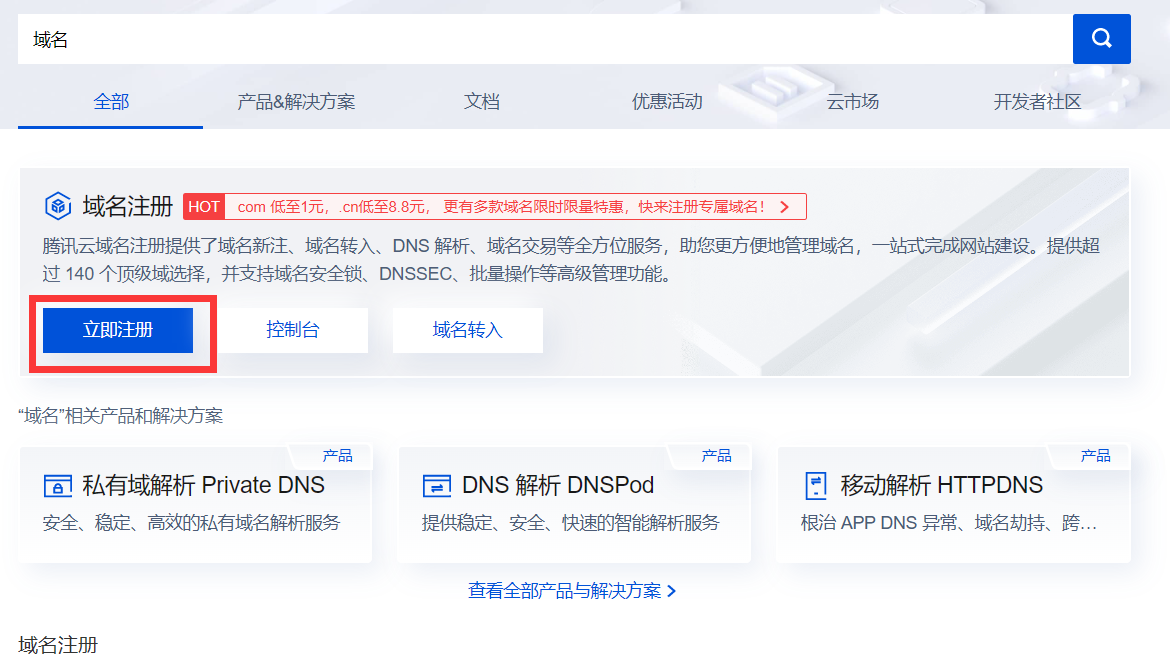 域名
全部 产品&解决方案 文档 优惠活动 云市场 开发者社区
域名注册 HOT com 低至1元，.cn低至8.8元， 更有多款域名限时限量特惠，快来注册专属域名！
腾讯云域名注册提供了域名新注、域名转入、DNS 解析、域名交易等全方位服务，助您更方便地管理域名，一站式完成网站建设。提供超
过 140 个顶级域选择，并支持域名安全锁、DNSSEC、批量操作等高级管理功能。
立即注册 控制台 域名转入
“域名”相关产品和解决方案
产品 产品 产品
私有域解析 Private DNS DNS 解析 DNSPod 移动解析 HTTPDNS
安全、稳定、高效的私有域名解析服务 提供稳定、安全、快速的智能解析服务 根治 APP DNS 异常、域名劫持、跨…
查看全部产品与解决方案
域名注册